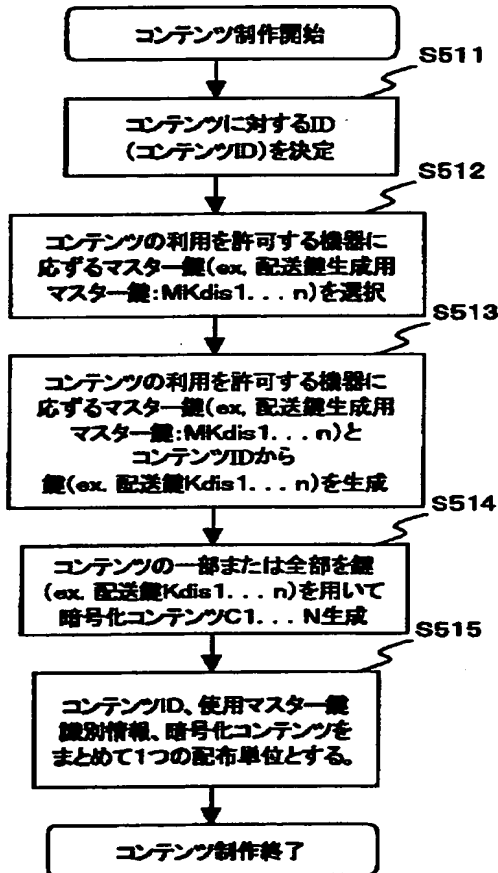 コンテンツ制作開始
S511
コンテンツに対するID
(コンテンツID)を決定
S512
コンテンツの利用を許可する機器に
応ずるマスター鍵(ex. 配送鍵生成用
マスター鍵:MKdis1...n)を選択
S513
コンテンツの利用を許可する機器に
応ずるマスター鍵(ex. 配送鍵生成用
マスター鍵:MKdis1...n)と
コンテンツIDから
鍵(ex. 配送鍵Kdis1...n)を生成
S514
コンテンツの一部または全部を鍵
(ex. 配送鍵Kdis1...n)を用いて
暗号化コンテンツC1...N生成
S515
コンテンツID、使用マスター鍵
識別情報、暗号化コンテンツを
まとめて1つの配布単位とする。
コンテンツ制作終了